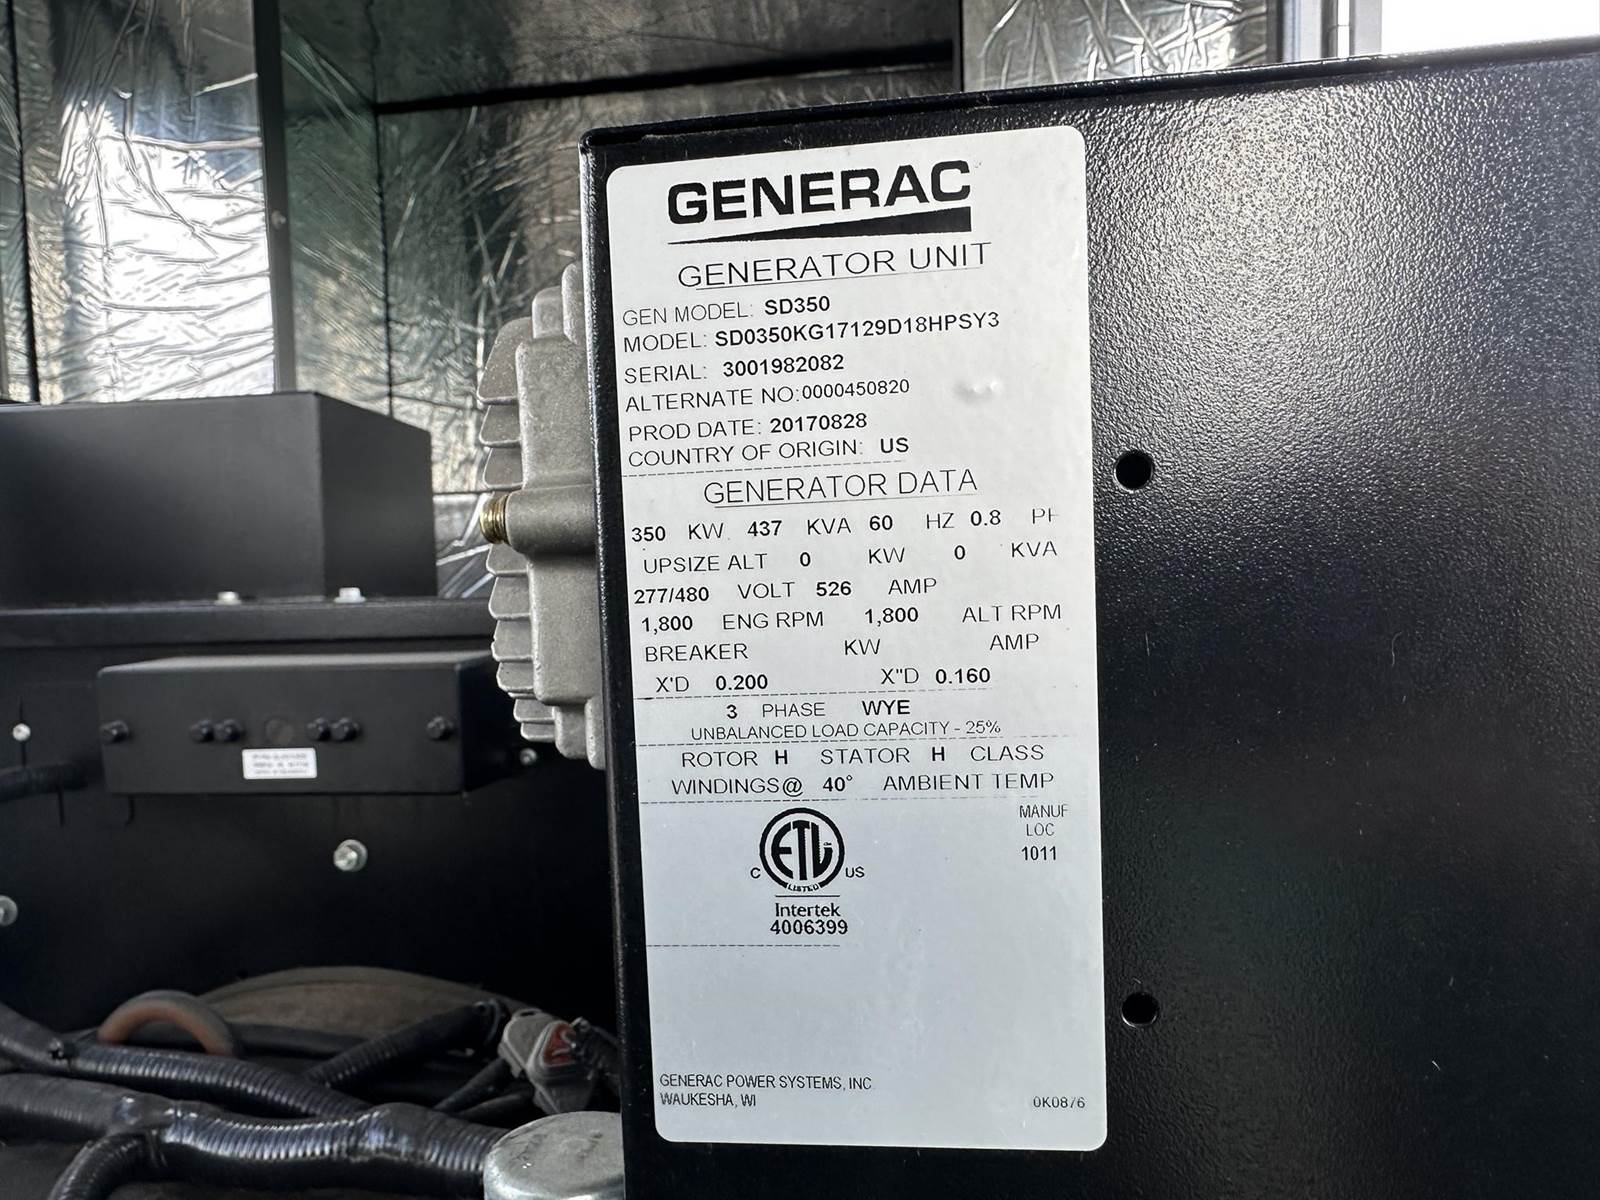 GENERAC
GENERATOR UNIT
GEN MODEL: SD350
MODEL: SD0350KG17129D18HPSY3
SERIAL: 3001982082
ALTERNATE NO:0000450820
PROD DATE: 20170828
COUNTRY OF ORIGIN: US
GENERATOR DATA
350 KW 437 KVA 60 HZ 0.8 PF
UPSIZE ALT 0 KW 0 KVA
277/480 VOLT 526 AMP
1,800 ENG RPM 1,800 ALT RPM
BREAKER KW AMP
X'D 0.200 X"D 0.160
3 PHASE WYE
UNBALANCED LOAD CAPACITY - 25%
ROTOR H STATOR H CLASS
WINDINGS@ 40° AMBIENT TEMP
MANUF
LOC
1011
ETL
LISTED
C US
Intertek
4006399
GENERAC POWER SYSTEMS, INC
WAUKESHA, WI
0K0876